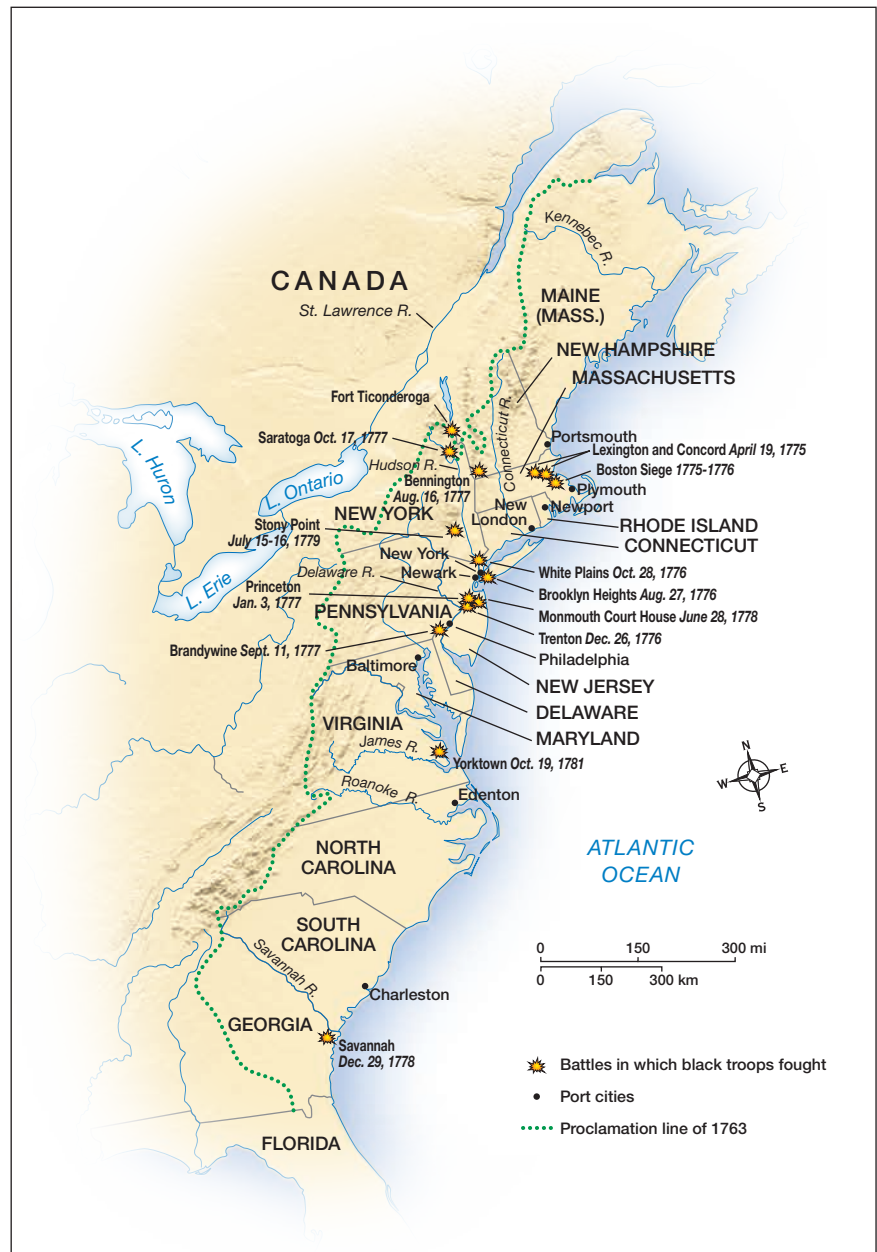 Kennebec R.
CANADA
St. Lawrence R.
MAINE
(MASS.)
NEW HAMPSHIRE
MASSACHUSETTS
Fort Ticonderoga
Connecticut R.
Portsmouth
Saratoga Oct. 17, 1777
Lexington and Concord April 19, 1775
L. Huron
Hudson R.
Boston Siege 1775-1776
Bennington
Aug. 16, 1777
Plymouth
L. Ontario
New
London
Newport
NEW YORK
Stony Point
July 15-16, 1779
RHODE ISLAND
CONNECTICUT
New York
L. Erie
Delaware R.
Newark
White Plains Oct. 28, 1776
Princeton
Jan. 3, 1777
Brooklyn Heights Aug. 27, 1776
PENNSYLVANIA
Monmouth Court House June 28, 1778
Trenton Dec. 26, 1776
Brandywine Sept. 11, 1777
Philadelphia
Baltimore
NEW JERSEY
DELAWARE
VIRGINIA
MARYLAND
James R.
Yorktown Oct. 19, 1781
N
W
E
S
Roanoke R.
Edenton
NORTH
CAROLINA
ATLANTIC
OCEAN
SOUTH
CAROLINA
Savannah R.
0 150 300 mi
0 150 300 km
Charleston
GEORGIA
Savannah
Dec. 29, 1778
Battles in which black troops fought
Port cities
Proclamation line of 1763
FLORIDA